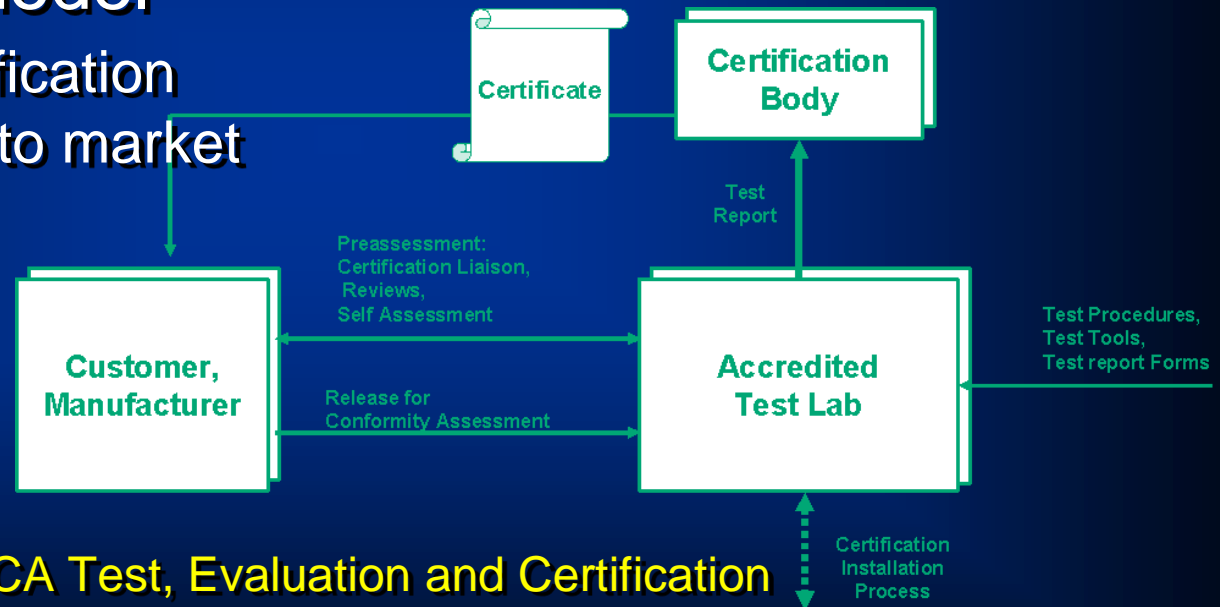 fication
to market
Certificate
Certification
Body
Test
Report
Preassessment:
Certification Liaison,
Reviews,
Self Assessment
Customer,
Manufacturer
Release for
Conformity Assessment
Accredited
Test Lab
Test Procedures,
Test Tools,
Test report Forms
CA Test, Evaluation and Certification
Certification
Installation
Process